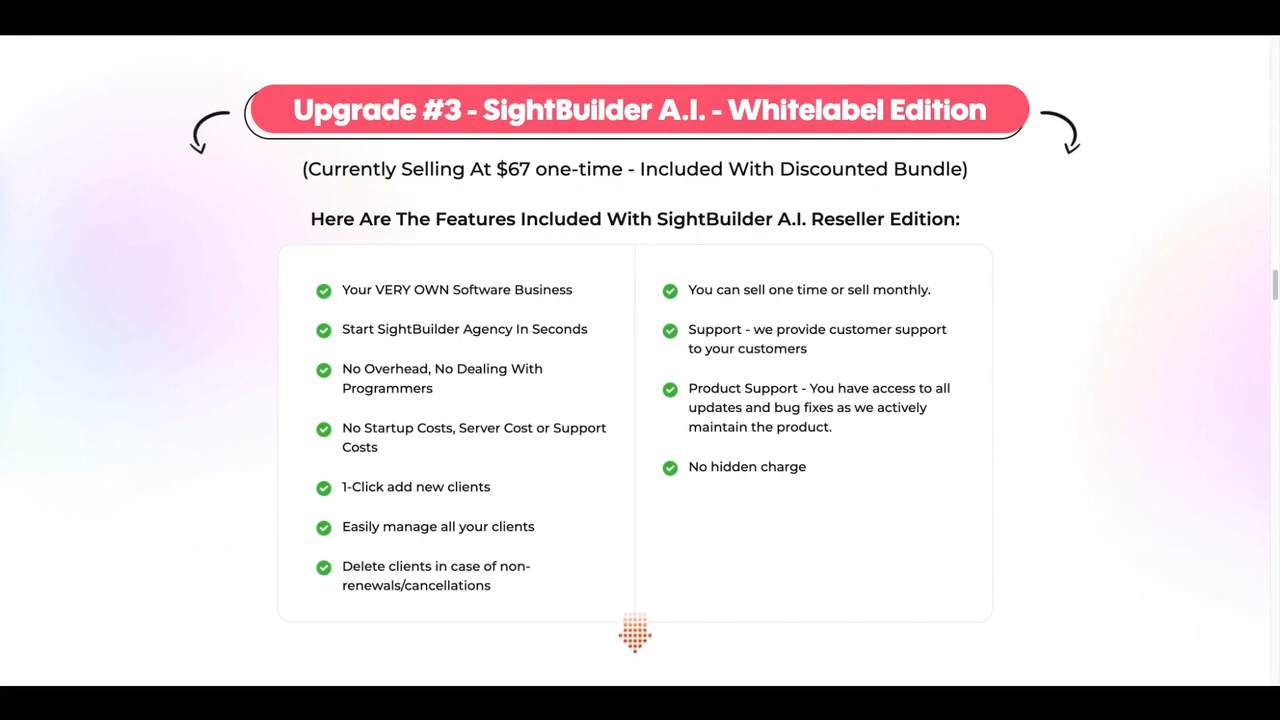 Upgrade #3 - SightBuilder A.I. - Whitelabel Edition
(Currently Selling At $67 one-time - Included With Discounted Bundle)
Here Are The Features Included With SightBuilder A.I. Reseller Edition:
Your VERY OWN Software Business
Start SightBuilder Agency In Seconds
No Overhead, No Dealing With
Programmers
No Startup Costs, Server Cost or Support
Costs
1-Click add new clients
Easily manage all your clients
Delete clients in case of non-
renewals/cancellations
You can sell one time or sell monthly.
Support - we provide customer support
to your customers
Product Support - You have access to all
updates and bug fixes as we actively
maintain the product.
No hidden charge